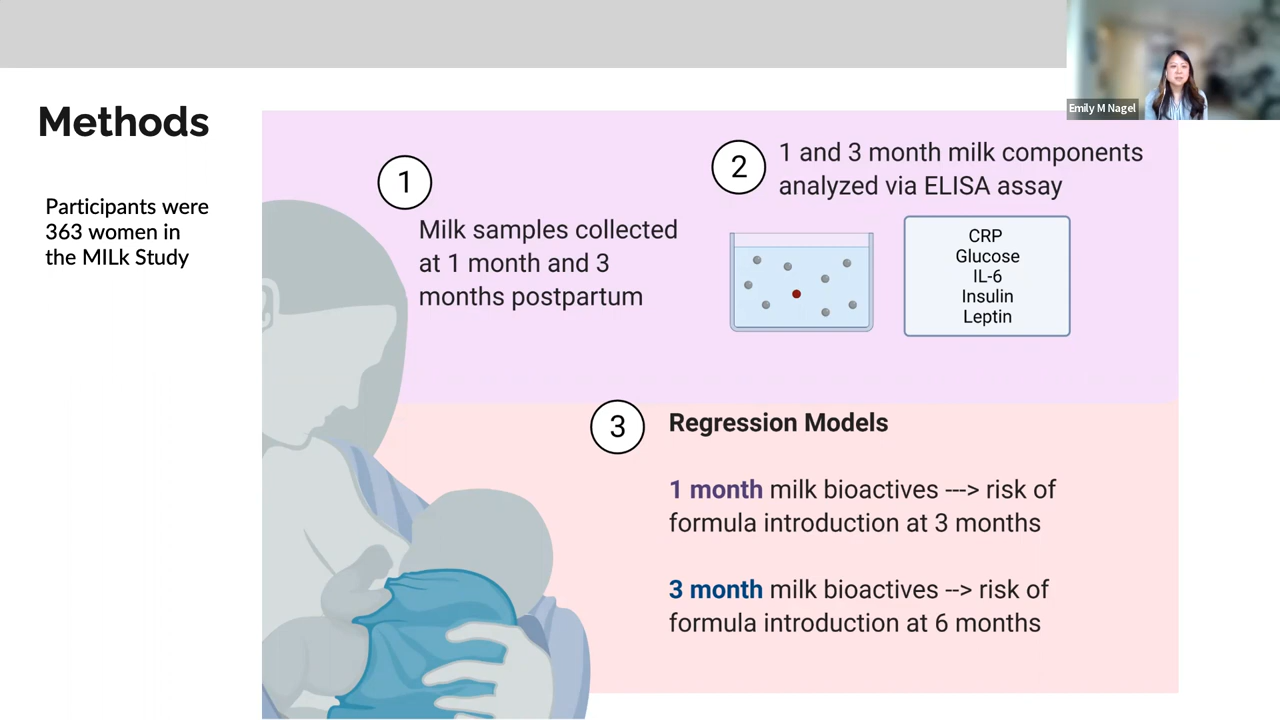 Methods
Participants were
363 women in
the MILk Study
1
Milk samples collected
at 1 month and 3
months postpartum
2
1 and 3 month milk components
analyzed via ELISA assay
CRP
Glucose
IL-6
Insulin
Leptin
3
Regression Models
1 month milk bioactives ---> risk of
formula introduction at 3 months
3 month milk bioactives --> risk of
formula introduction at 6 months
Emily M Nagel